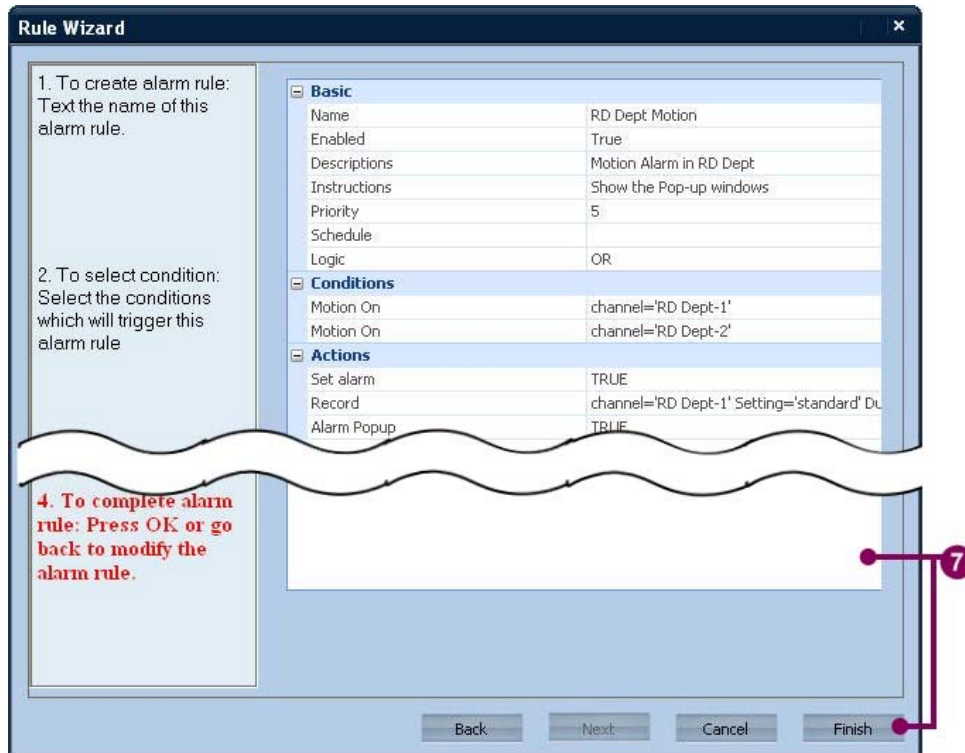 Rule Wizard
×
1. To create alarm rule:
Text the name of this
alarm rule.
2. To select condition:
Select the conditions
which will trigger this
alarm rule
4. To complete alarm
rule: Press OK or go
back to modify the
alarm rule.
Basic
Name RD Dept Motion
Enabled True
Descriptions Motion Alarm in RD Dept
Instructions Show the Pop-up windows
Priority 5
Schedule
Logic OR
Conditions
Motion On channel='RD Dept-1'
Motion On channel='RD Dept-2'
Actions
Set alarm TRUE
Record channel='RD Dept-1' Setting='standard' Du
Alarm Popup TRUE
7
Back Next Cancel Finish